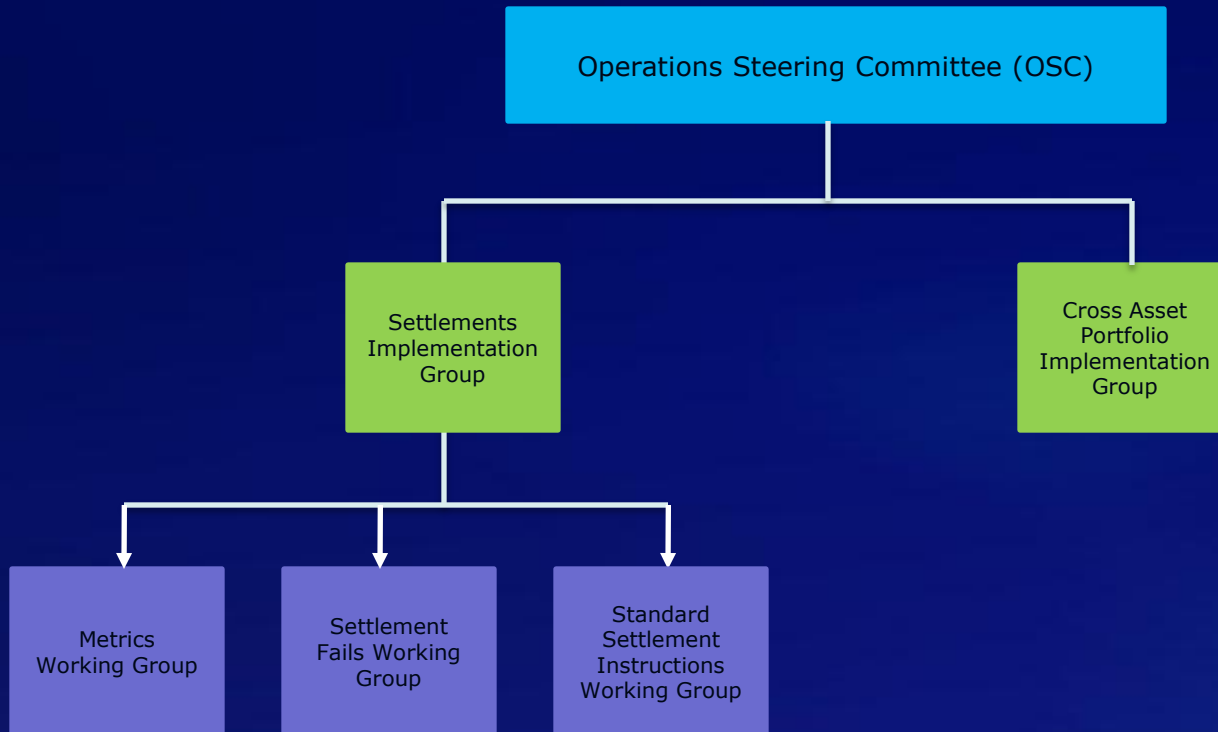 Operations Steering Committee (OSC)
Settlements
Implementation
Group
Cross Asset
Portfolio
Implementation
Group
Metrics
Working Group
Settlement
Fails Working
Group
Standard
Settlement
Instructions
Working Group